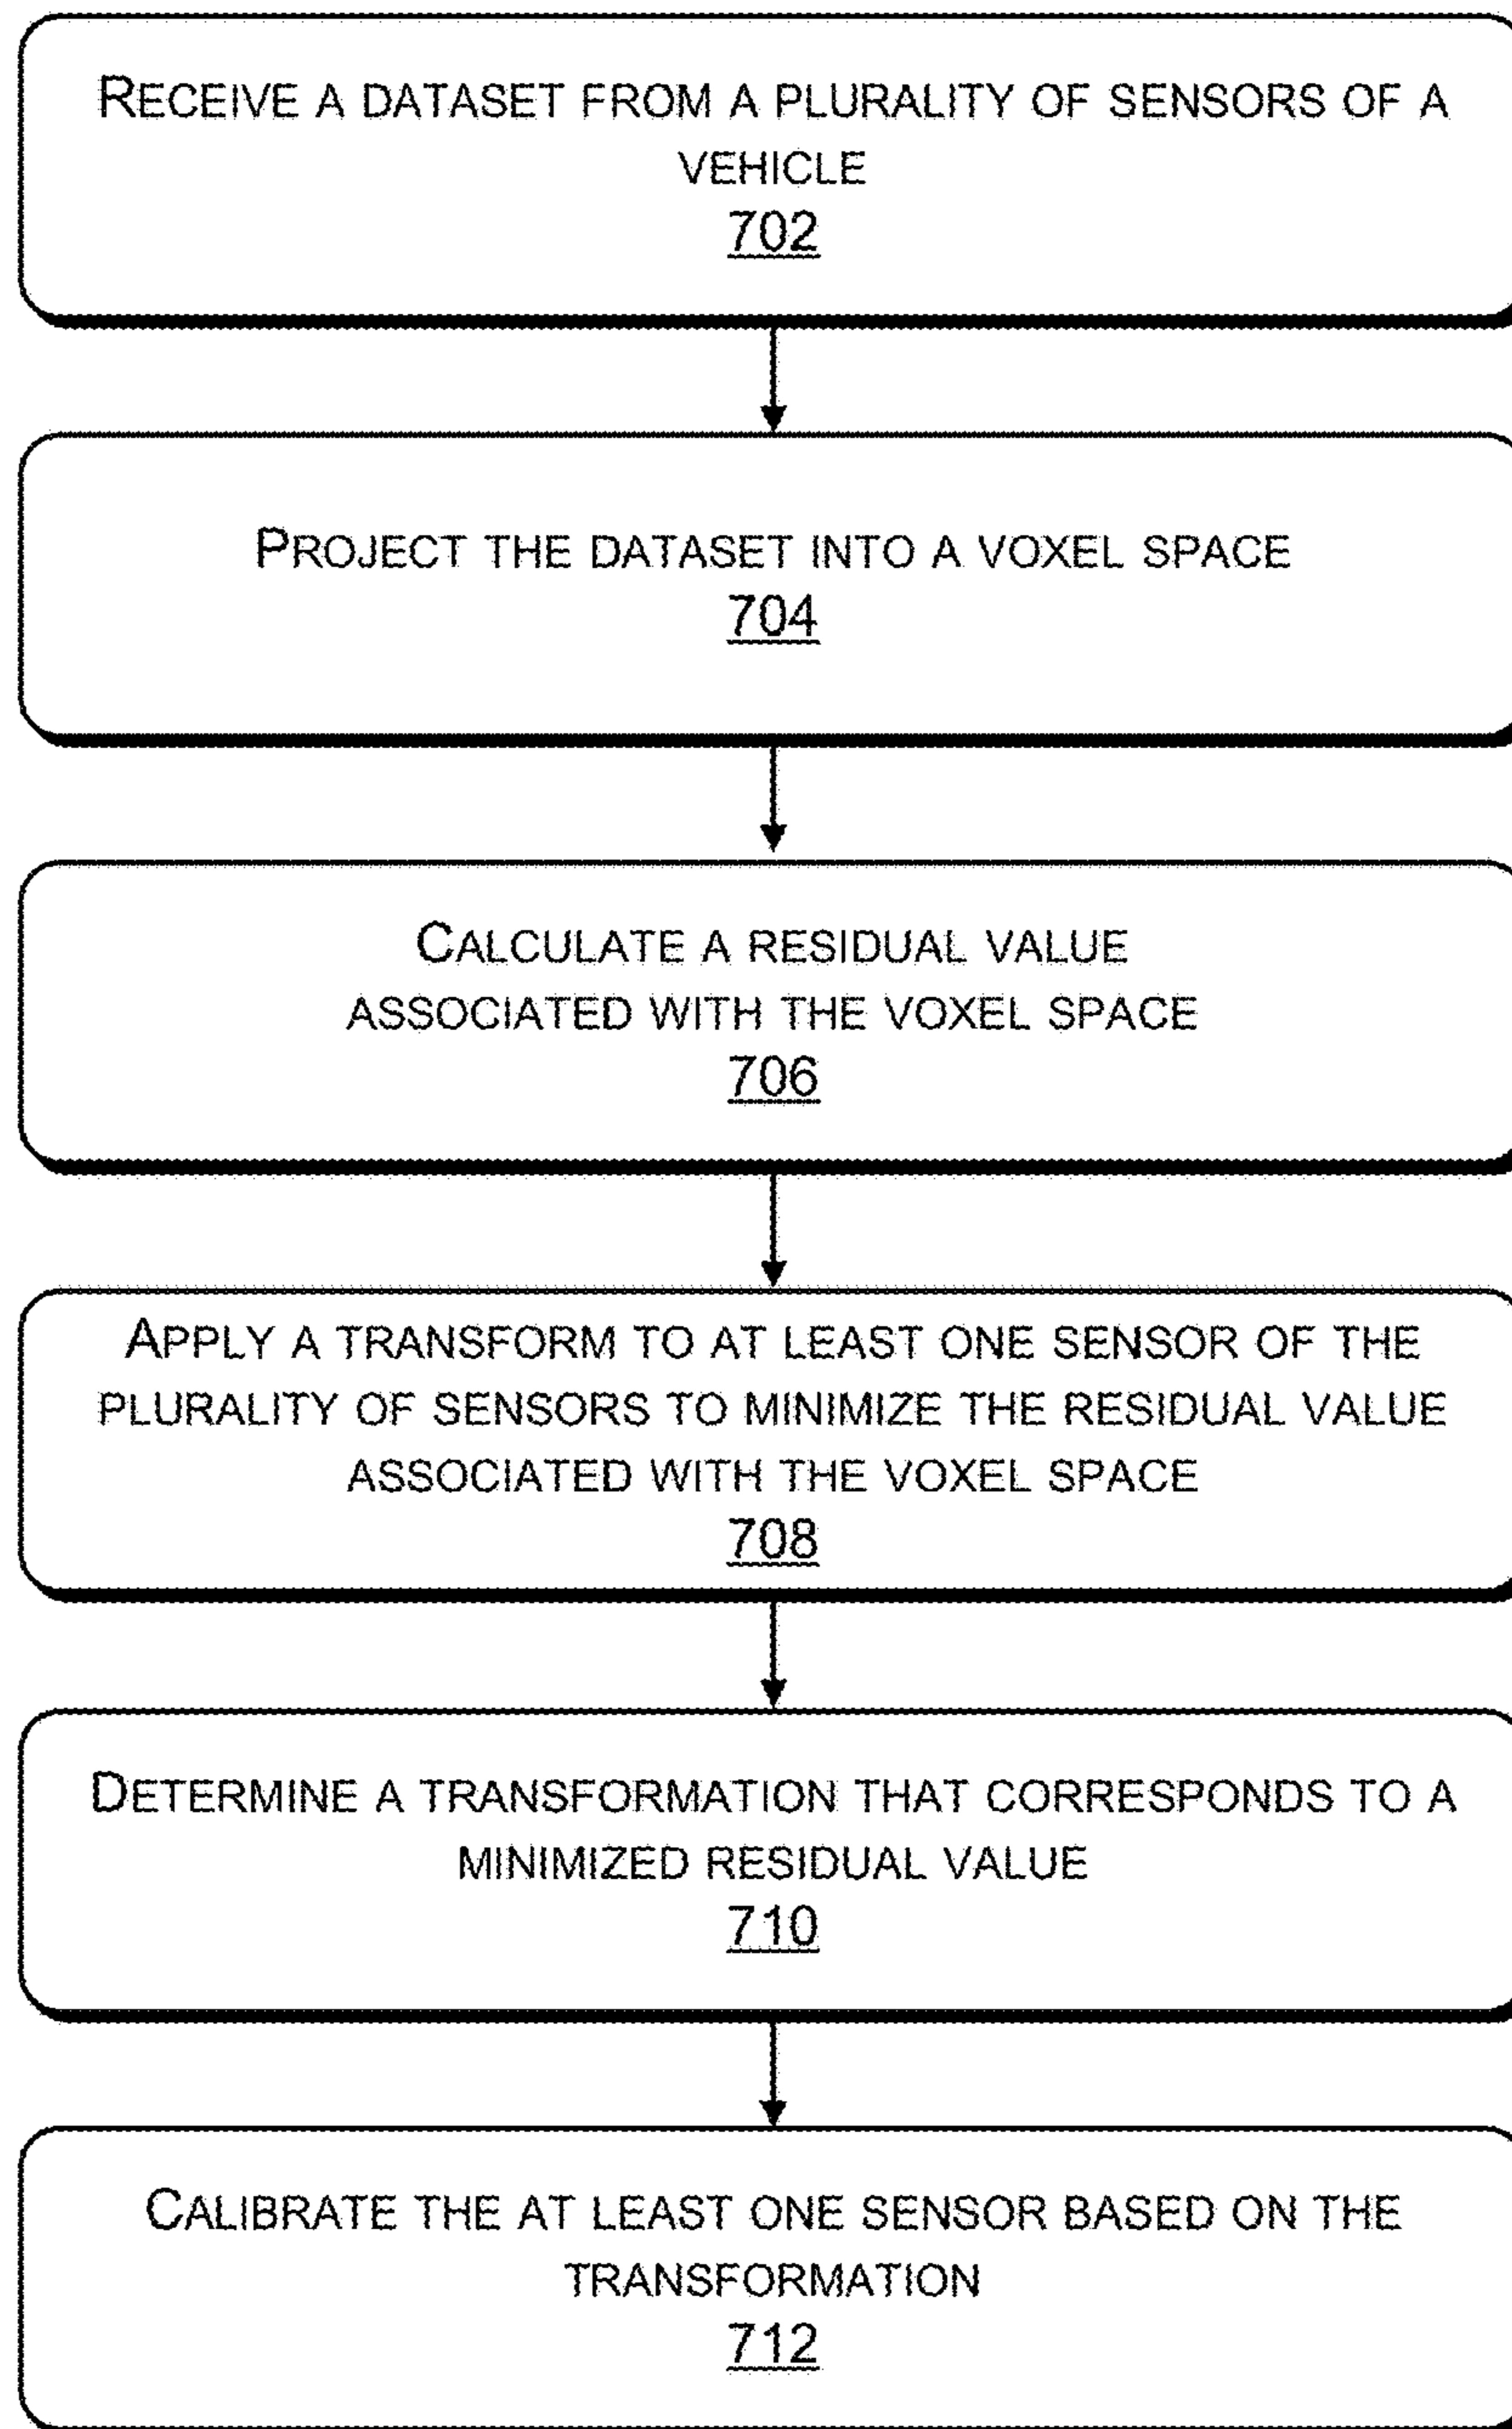 RECEIVE A DATASET FROM A PLURALITY OF SENSORS OF A
VEHICLE
702
PROJECT THE DATASET INTO A VOXEL SPACE
704
CALCULATE A RESIDUAL VALUE
ASSOCIATED WITH THE VOXEL SPACE
706
APPLY A TRANSFORM TO AT LEAST ONE SENSOR OF THE
PLURALITY OF SENSORS TO MINIMIZE THE RESIDUAL VALUE
ASSOCIATED WITH THE VOXEL SPACE
708
DETERMINE A TRANSFORMATION THAT CORRESPONDS TO A
MINIMIZED RESIDUAL VALUE
710
CALIBRATE THE AT LEAST ONE SENSOR BASED ON THE
TRANSFORMATION
712